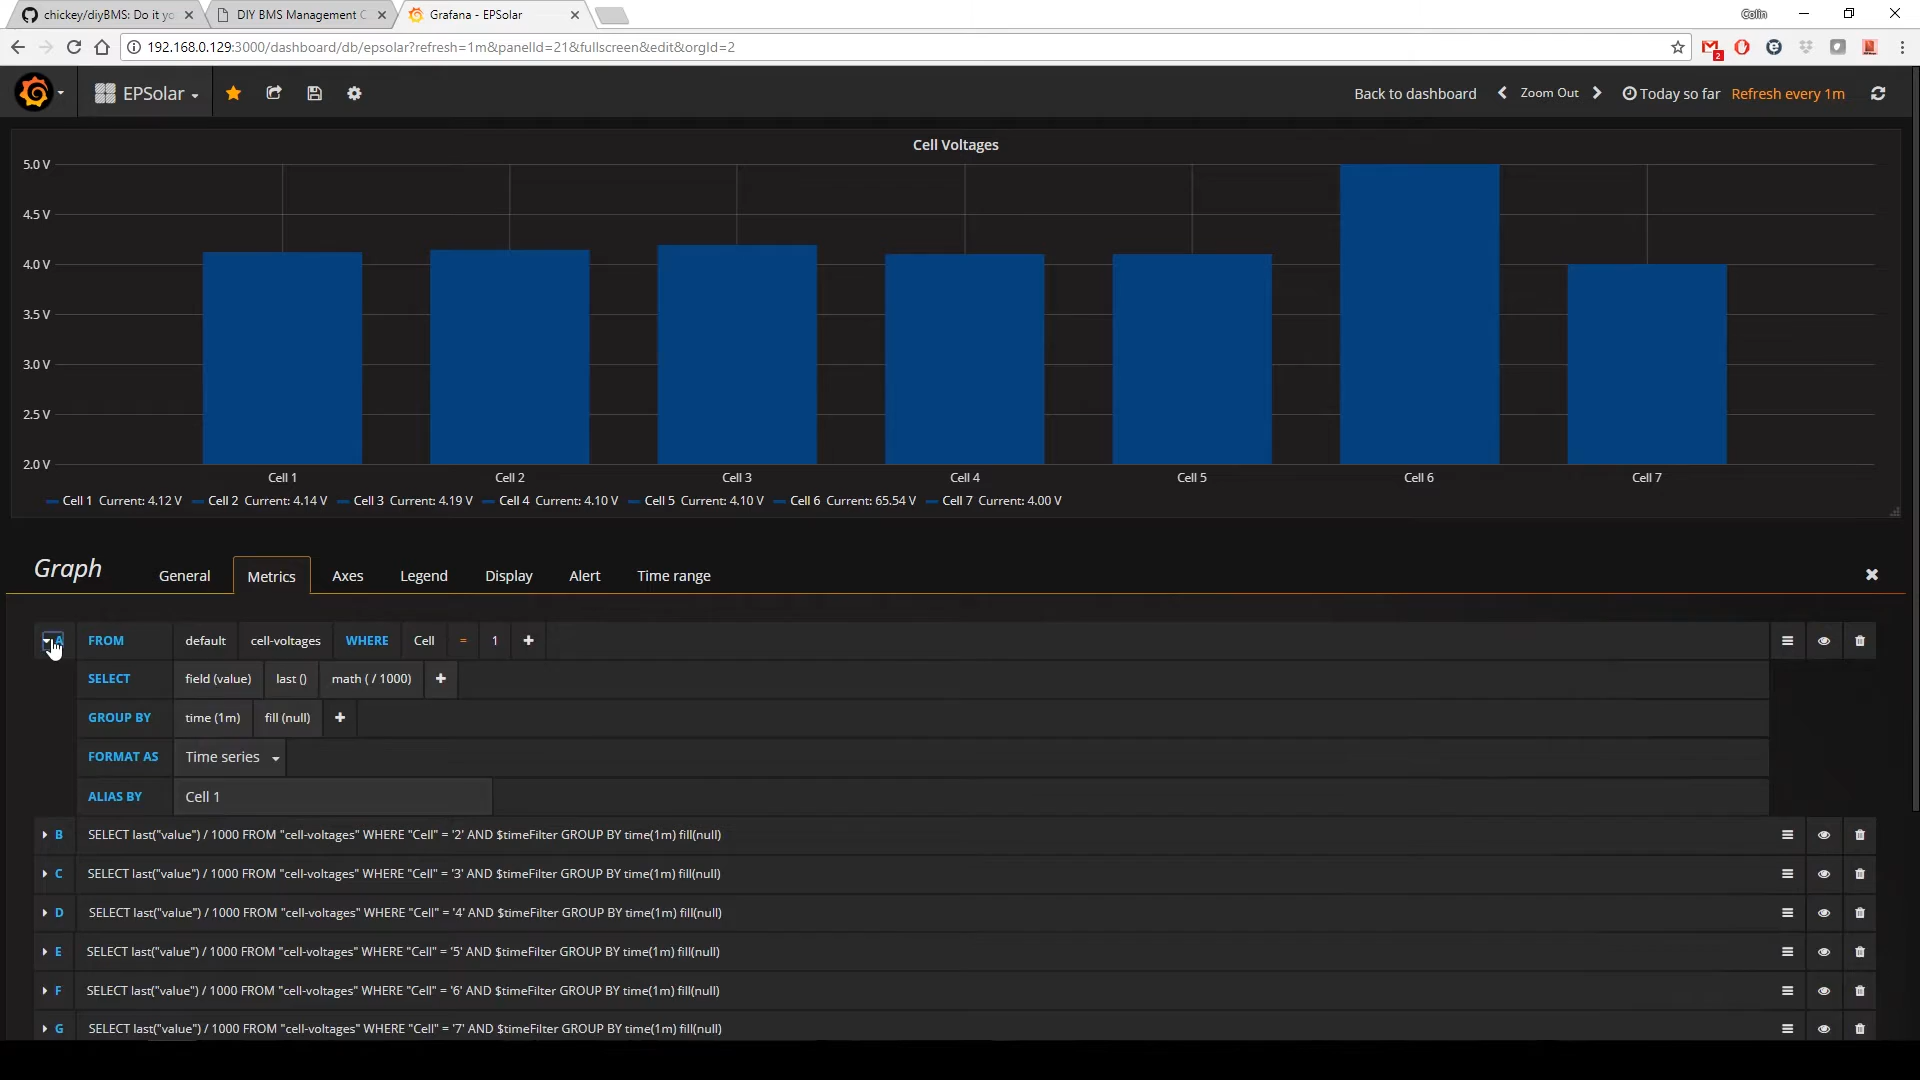 chickey/diyBMS: Do it yo
DIY BMS Management C
Grafana - EPSolar
Colin
192.168.0.129:3000/dashboard/db/epsolar?refresh=1m&panelId=21&fullscreen&edit&orgId=2
2
EPSolar
Back to dashboard
Zoom Out
Today so far
Refresh every 1m
Cell Voltages
5.0 V
4.5 V
4.0 V
3.5 V
3.0 V
2.5 V
2.0 V
Cell 1 Cell 2 Cell 3 Cell 4 Cell 5 Cell 6 Cell 7
Cell 1 Current: 4.12 V Cell 2 Current: 4.14 V Cell 3 Current: 4.19 V Cell 4 Current: 4.10 V Cell 5 Current: 4.10 V Cell 6 Current: 65.54 V Cell 7 Current: 4.00 V
Graph General Metrics Axes Legend Display Alert Time range
A FROM default cell-voltages WHERE Cell = 1
SELECT field (value) last () math ( / 1000)
GROUP BY time (1m) fill (null)
FORMAT AS Time series
ALIAS BY Cell 1
B SELECT last("value") / 1000 FROM "cell-voltages" WHERE "Cell" = '2' AND $timeFilter GROUP BY time(1m) fill(null)
C SELECT last("value") / 1000 FROM "cell-voltages" WHERE "Cell" = '3' AND $timeFilter GROUP BY time(1m) fill(null)
D SELECT last("value") / 1000 FROM "cell-voltages" WHERE "Cell" = '4' AND $timeFilter GROUP BY time(1m) fill(null)
E SELECT last("value") / 1000 FROM "cell-voltages" WHERE "Cell" = '5' AND $timeFilter GROUP BY time(1m) fill(null)
F SELECT last("value") / 1000 FROM "cell-voltages" WHERE "Cell" = '6' AND $timeFilter GROUP BY time(1m) fill(null)
G SELECT last("value") / 1000 FROM "cell-voltages" WHERE "Cell" = '7' AND $timeFilter GROUP BY time(1m) fill(null)